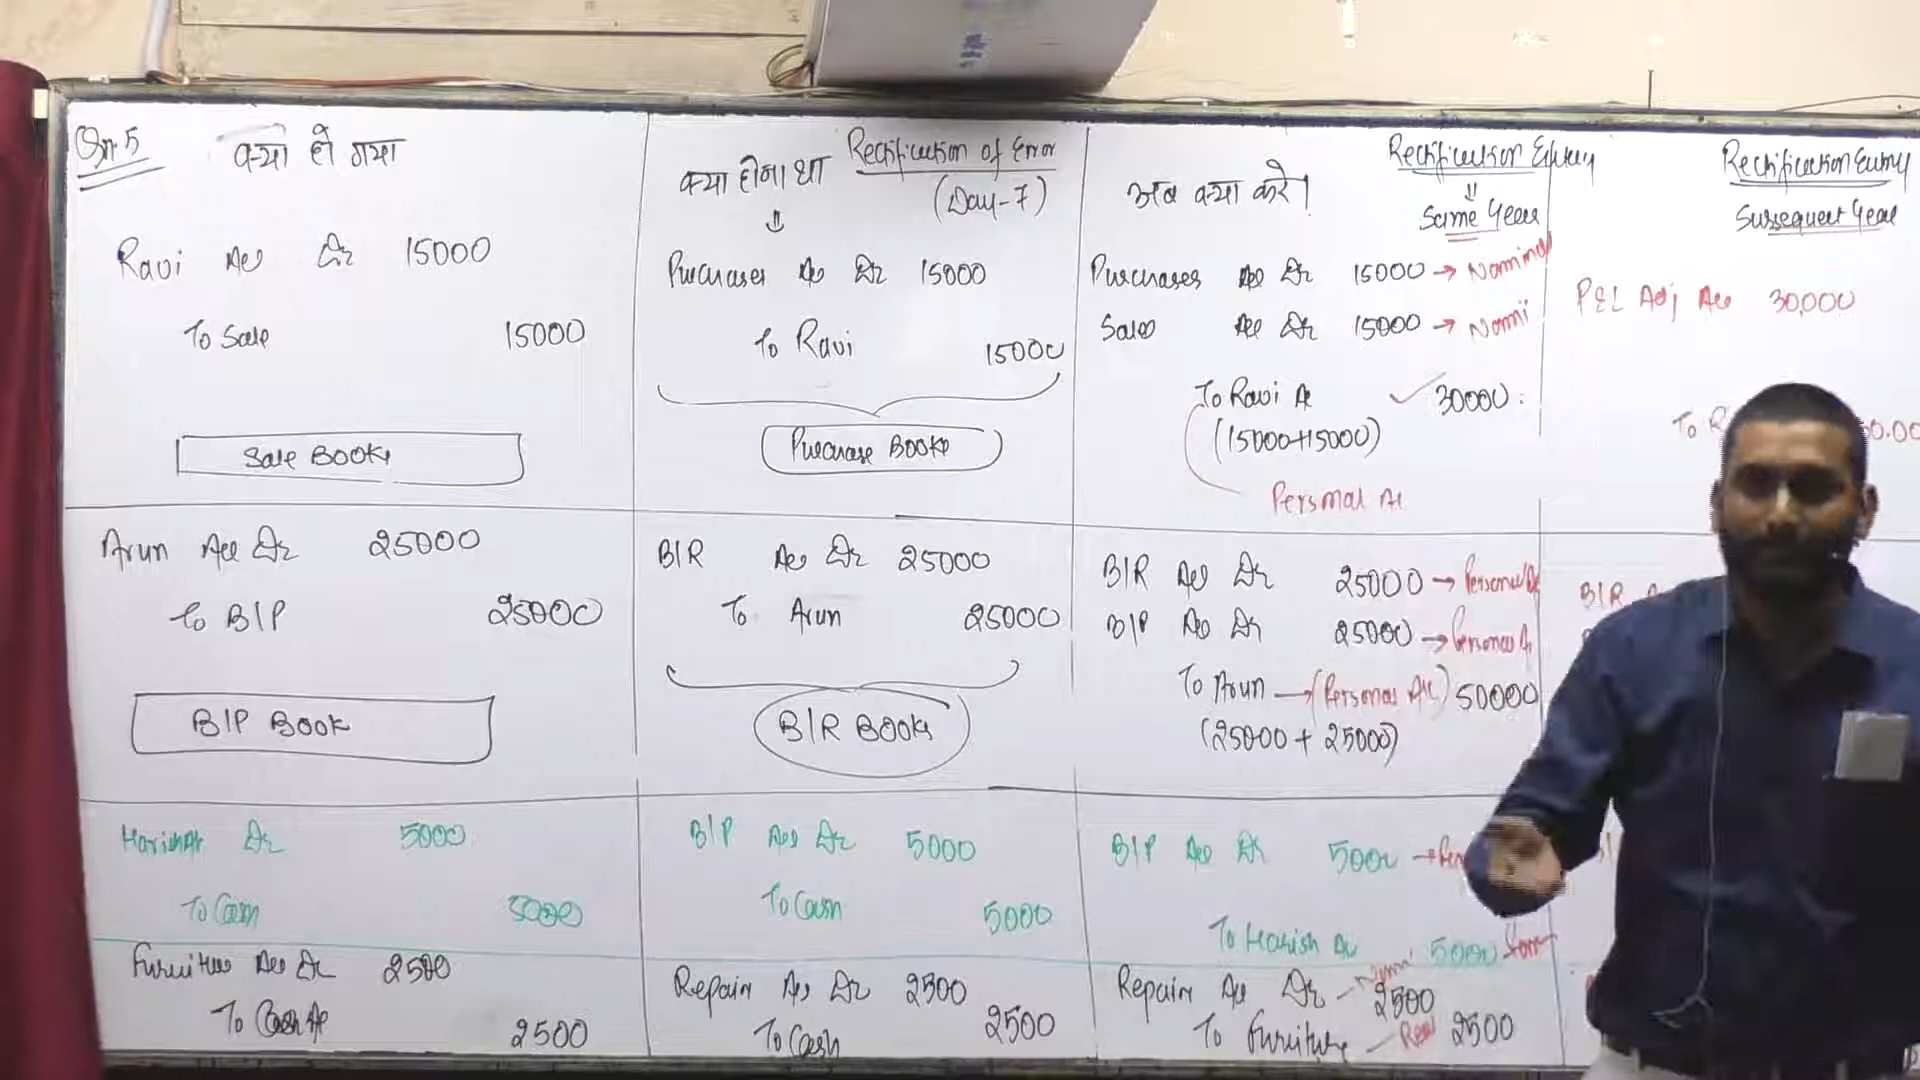 Qn. 5
क्या हो गया
Ravi A/c Dr 15000
To Sale 15000
Sale Book
Arun A/c Dr 25000
To B/P 25000
B/P Book
Harish A/c Dr 5000
To Cash 5000
Furniture A/c Dr 2500
To Cash A/c 2500
क्या होना था
⇓
Rectification of Error
(Day-7)
Purchases A/c Dr 15000
To Ravi 15000
Purchase Book
B/R A/c Dr 25000
To Arun 25000
B/R Book
B/P A/c Dr 5000
To Cash 5000
Repair A/c Dr 2500
To Cash 2500
अब क्या करे।
Rectification Entry
⇓
Same Year
Purchases A/c Dr 15000 → Nominal
Sales A/c Dr 15000 → Nomi
To Ravi A/c ✓ 30000
(15000+15000)
Personal A/c
B/R A/c Dr 25000 → Personal A/c
B/P A/c Dr 25000 → Personal A/c
To Arun → (Personal A/c) 50000
(25000 + 25000)
B/P A/c Dr 5000 → Per
To Harish A/c 5000
Repair A/c Dr 2500
To Furniture – Real 2500
Rectification Entry
Subsequent Year
P&L Adj A/c 30,000
To R
B/R